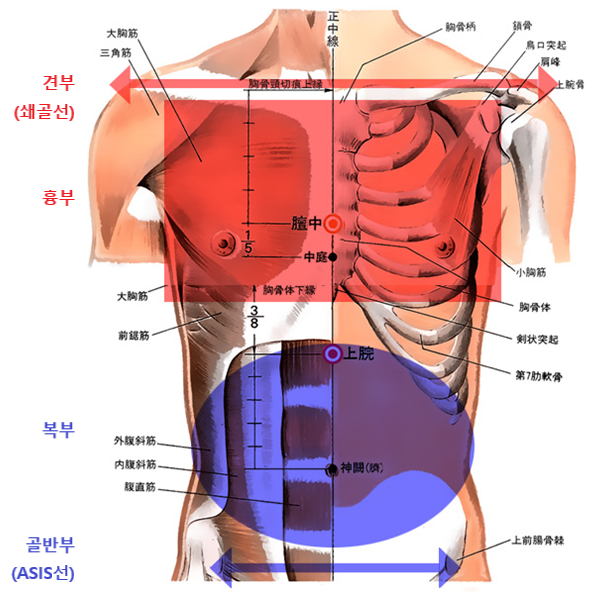 正中線
胸骨柄
鎖骨
烏口突起
肩峰
上腕骨
大胸筋
三角筋
견부
(쇄골선)
胸骨頸切痕上縁
흉부
膻中
1
5
中庭
小胸筋
大胸筋
胸骨体下縁
胸骨体
3
8
前鋸筋
剣状突起
上脘
第7肋軟骨
복부
外腹斜筋
内腹斜筋
神闕(臍)
腹直筋
골반부
(ASIS선)
上前腸骨棘